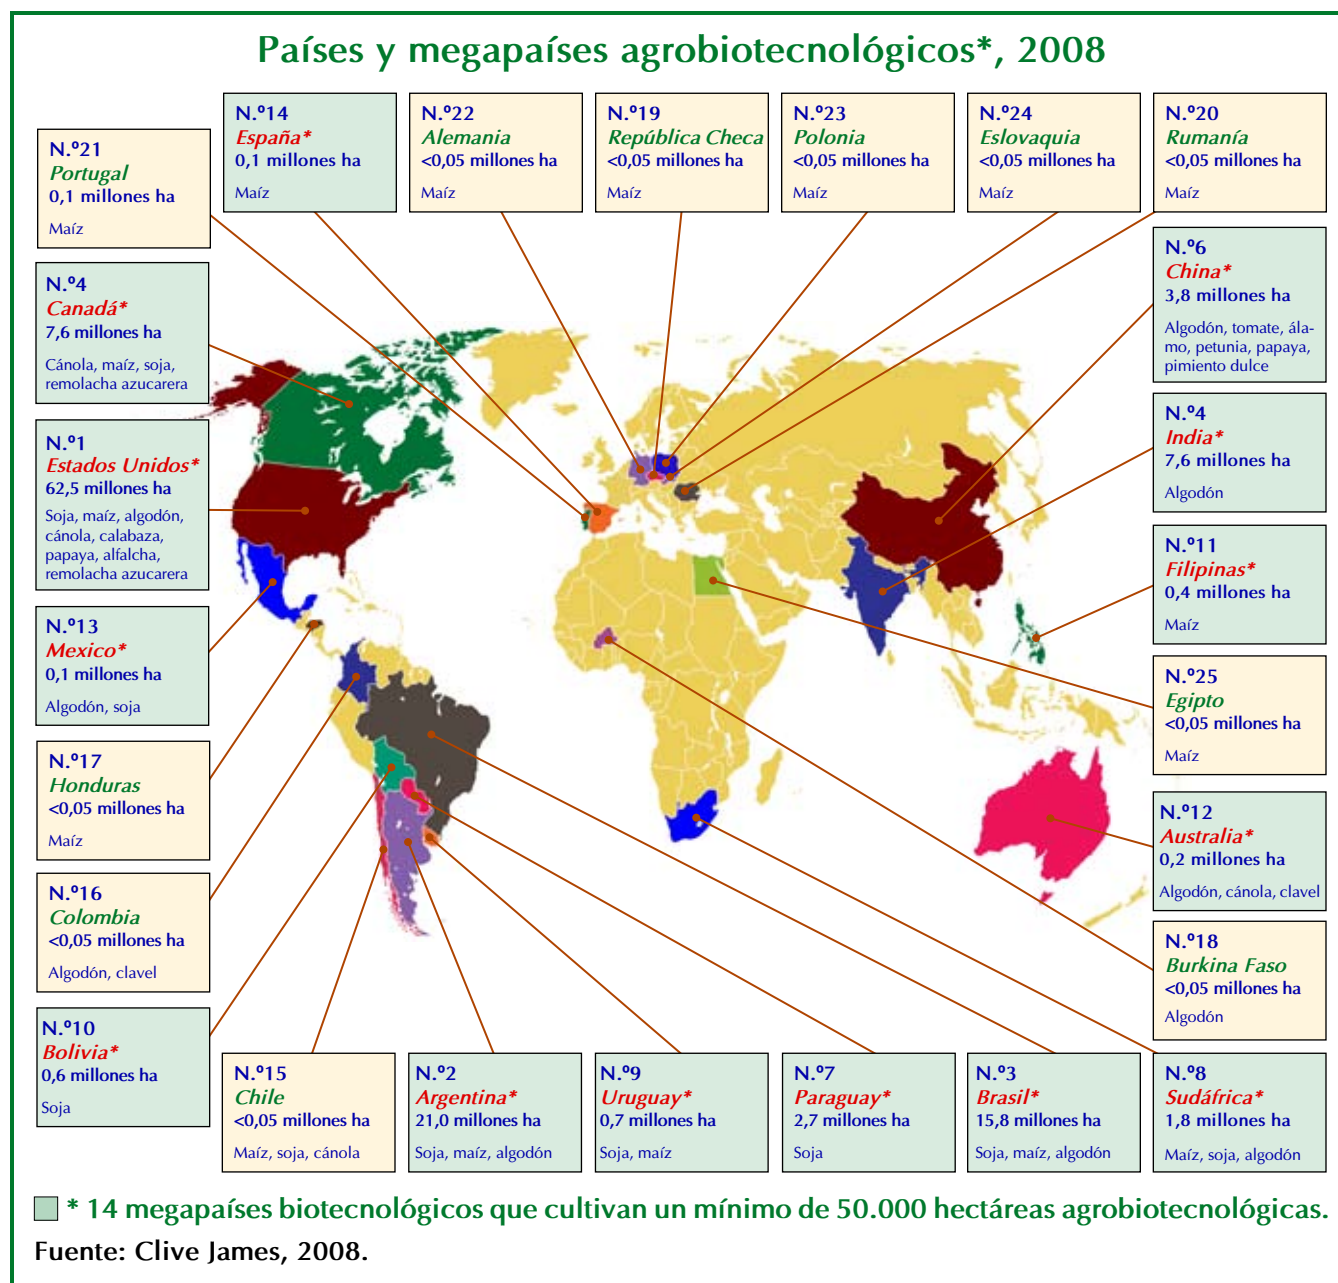 Países y megapaíses agrobiotecnológicos*, 2008
N.º21
Portugal
0,1 millones ha
Maíz
N.º14
España*
0,1 millones ha
Maíz
N.º22
Alemania
<0,05 millones ha
Maíz
N.º19
República Checa
<0,05 millones ha
Maíz
N.º23
Polonia
<0,05 millones ha
Maíz
N.º24
Eslovaquia
<0,05 millones ha
Maíz
N.º20
Rumanía
<0,05 millones ha
Maíz
N.º4
Canadá*
7,6 millones ha
Cánola, maíz, soja,
remolacha azucarera
N.º1
Estados Unidos*
62,5 millones ha
Soja, maíz, algodón,
cánola, calabaza,
papaya, alfalcha,
remolacha azucarera
N.º13
Mexico*
0,1 millones ha
Algodón, soja
N.º17
Honduras
<0,05 millones ha
Maíz
N.º16
Colombia
<0,05 millones ha
Algodón, clavel
N.º10
Bolivia*
0,6 millones ha
Soja
N.º6
China*
3,8 millones ha
Algodón, tomate, ála-
mo, petunia, papaya,
pimiento dulce
N.º4
India*
7,6 millones ha
Algodón
N.º11
Filipinas*
0,4 millones ha
Maíz
N.º25
Egipto
<0,05 millones ha
Maíz
N.º12
Australia*
0,2 millones ha
Algodón, cánola, clavel
N.º18
Burkina Faso
<0,05 millones ha
Algodón
N.º15
Chile
<0,05 millones ha
Maíz, soja, cánola
N.º2
Argentina*
21,0 millones ha
Soja, maíz, algodón
N.º9
Uruguay*
0,7 millones ha
Soja, maíz
N.º7
Paraguay*
2,7 millones ha
Soja
N.º3
Brasil*
15,8 millones ha
Soja, maíz, algodón
N.º8
Sudáfrica*
1,8 millones ha
Maíz, soja, algodón
* 14 megapaíses biotecnológicos que cultivan un mínimo de 50.000 hectáreas agrobiotecnológicas.
Fuente: Clive James, 2008.